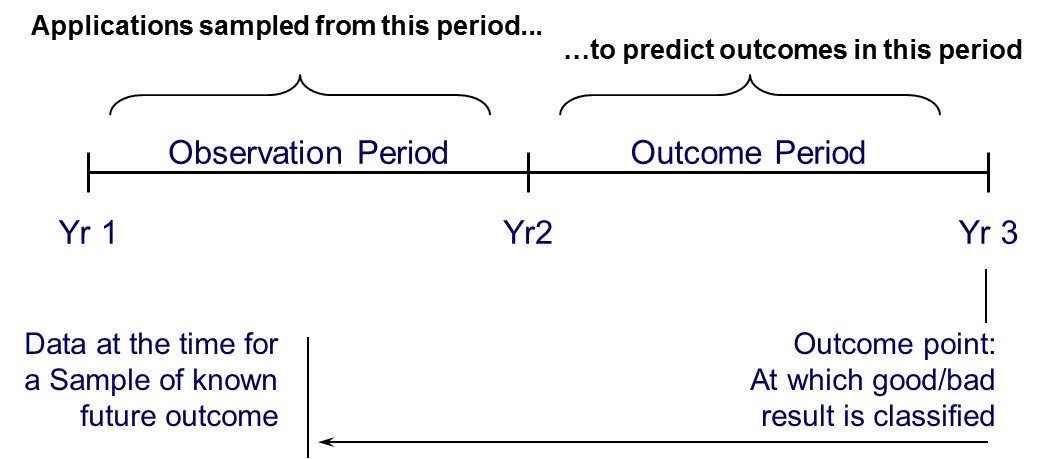 Applications sampled from this period...
...to predict outcomes in this period
Observation Period
Outcome Period
Yr 1
Yr2
Yr 3
Data at the time for
a Sample of known
future outcome
Outcome point:
At which good/bad
result is classified